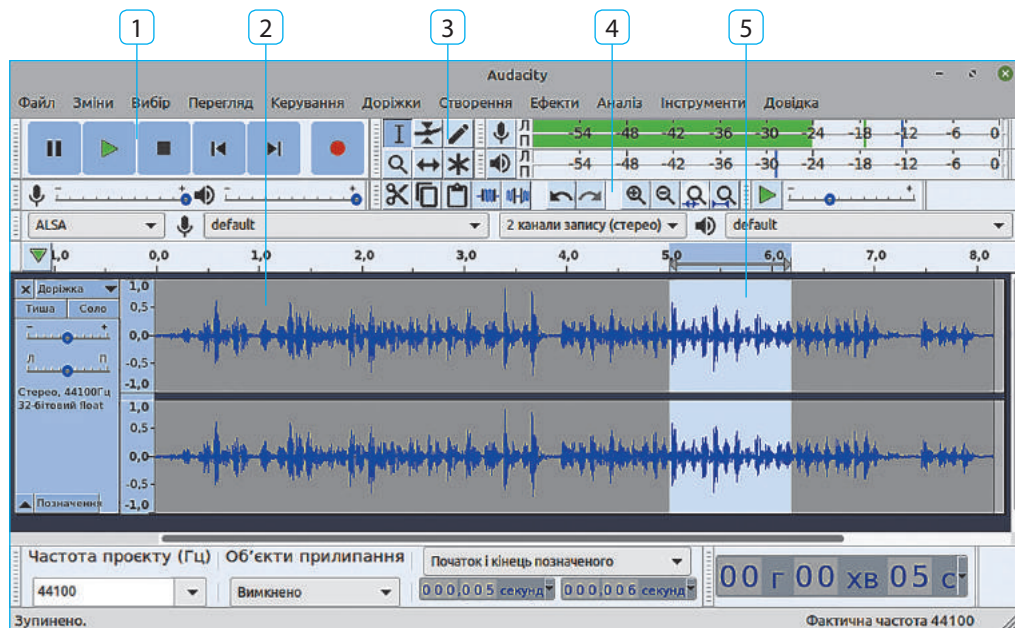 1 2 3 4 5
Audacity
Файл Зміни Вибір Перегляд Керування Доріжки Створення Ефекти Аналіз Інструменти Довідка
Л П -54 -48 -42 -36 -30 -24 -18 -12 -6 0
Л П -54 -48 -42 -36 -30 -24 -18 -12 -6 0
- + - + - +
ALSA default 2 канали запису (стерео) default
1,0 0,0 1,0 2,0 3,0 4,0 5,0 6,0 7,0 8,0
x Доріжка 1,0
Тиша Соло 0,5
- + 0,0
Л П -0,5
-1,0
Стерео, 44100Гц
32-бітовий float 1,0
0,5
0,0
-0,5
Позначення -1,0
Частота проєкту (Гц) Об’єкти прилипання Початок і кінець позначеного
44100 Вимкнено 000,005 секунд 000,006 секунд 00 г 00 хв 05 с
Зупинено. Фактична частота 44100